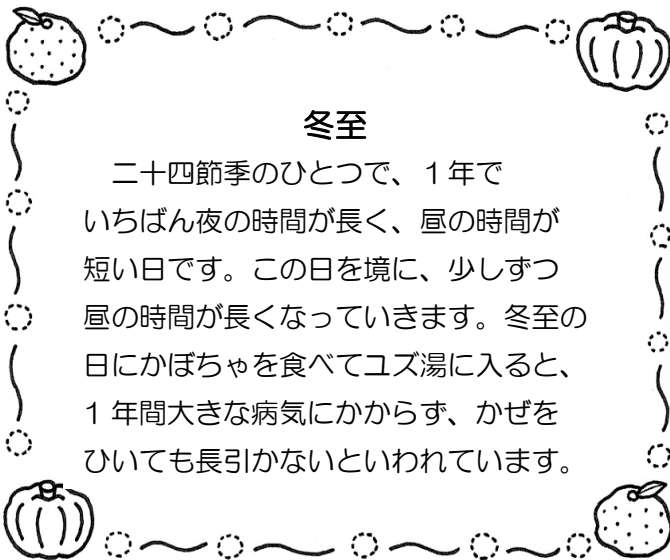 冬至
　二十四節季のひとつで、1年で
いちばん夜の時間が長く、昼の時間が
短い日です。この日を境に、少しずつ
昼の時間が長くなっていきます。冬至の
日にかぼちゃを食べてユズ湯に入ると、
1年間大きな病気にかからず、かぜを
ひいても長引かないといわれています。